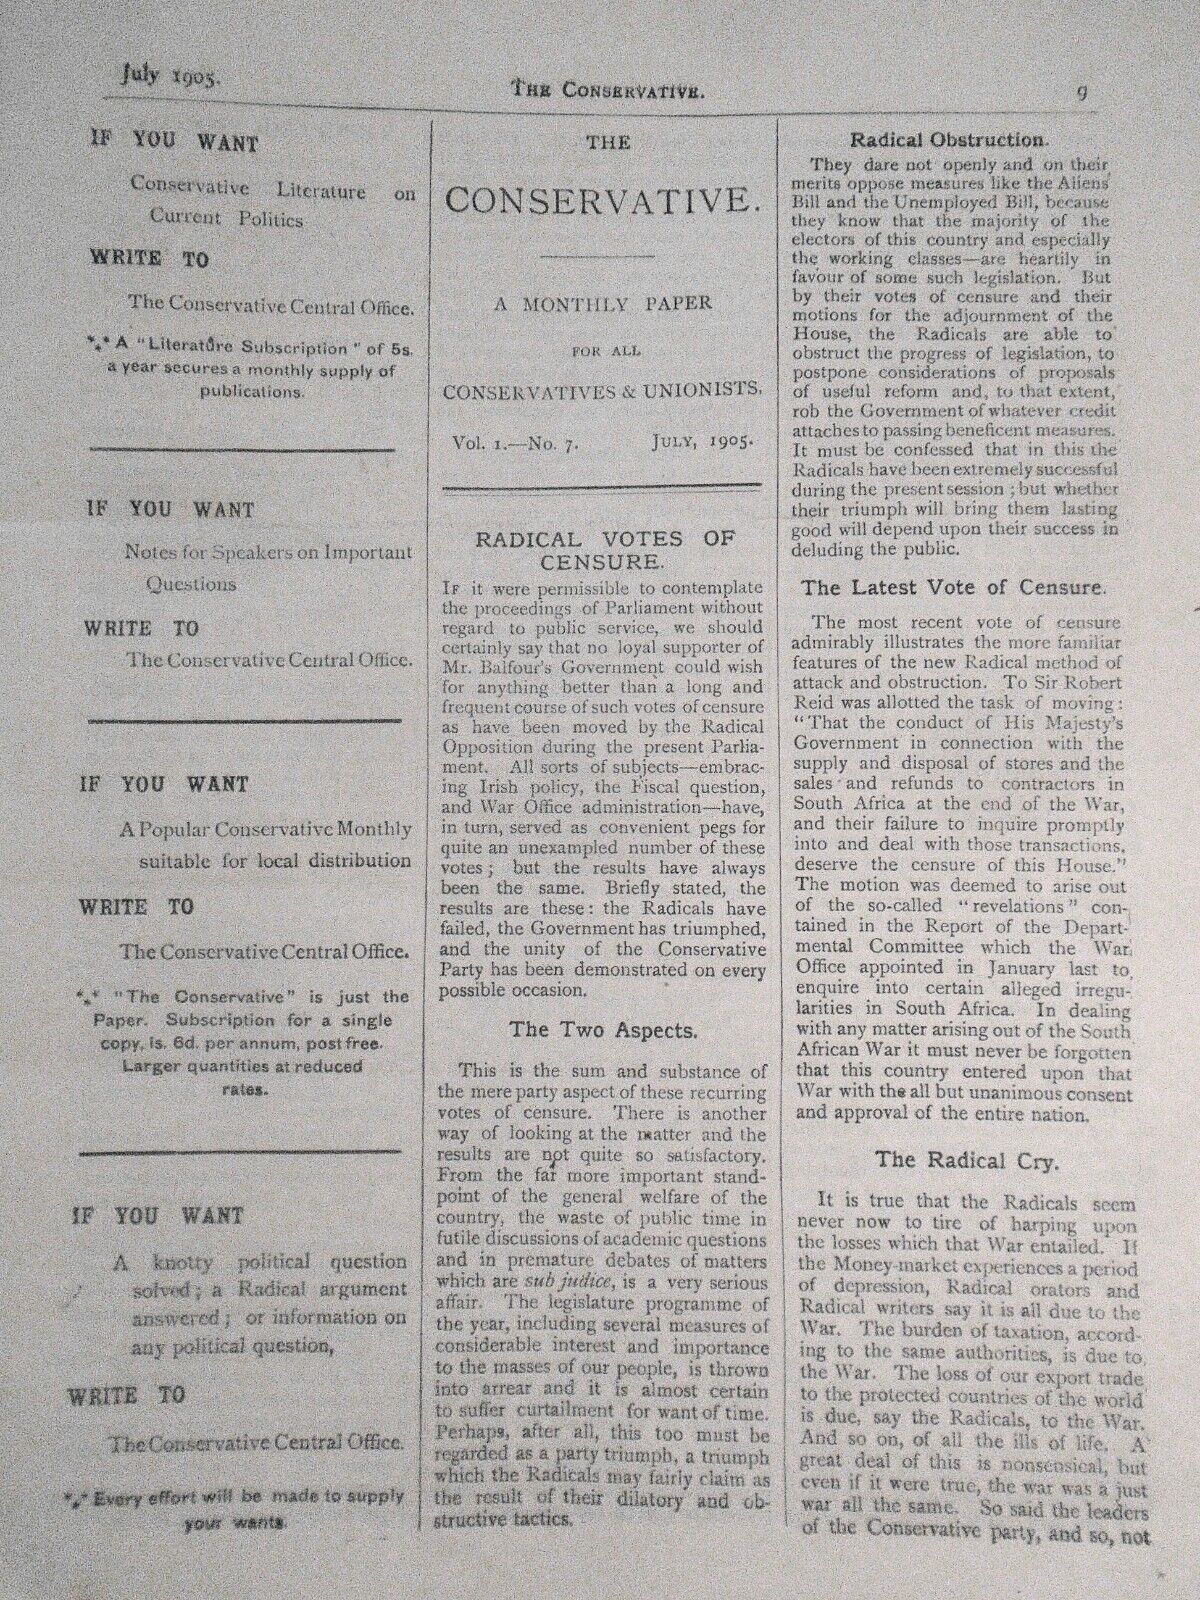 July 1905.
THE CONSERVATIVE.
9
IF YOU WANT
Conservative Literature on
Current Politics
WRITE TO
The Conservative Central Office.
*.* A "Literature Subscription" of 5s.
a year secures a monthly supply of
publications.
IF YOU WANT
Notes for Speakers on Important
Questions
WRITE TO
The Conservative Central Office.
IF YOU WANT
A Popular Conservative Monthly
suitable for local distribution
WRITE TO
The Conservative Central Office.
*.* "The Conservative" is just the
Paper. Subscription for a single
copy, 1s. 6d. per annum, post free.
Larger quantities at reduced
rates.
IF YOU WANT
A knotty political question
solved; a Radical argument
answered; or information on
any political question,
WRITE TO
The Conservative Central Office.
*.* Every effort will be made to supply
your wants.
THE
CONSERVATIVE.
A MONTHLY PAPER
FOR ALL
CONSERVATIVES & UNIONISTS.
Vol. 1.—No. 7. JULY, 1905.
RADICAL VOTES OF
CENSURE.
IF it were permissible to contemplate
the proceedings of Parliament without
regard to public service, we should
certainly say that no loyal supporter of
Mr. Balfour's Government could wish
for anything better than a long and
frequent course of such votes of censure
as have been moved by the Radical
Opposition during the present Parlia-
ment. All sorts of subjects—embrac-
ing Irish policy, the Fiscal question,
and War Office administration—have,
in turn, served as convenient pegs for
quite an unexampled number of these
votes; but the results have always
been the same. Briefly stated, the
results are these: the Radicals have
failed, the Government has triumphed,
and the unity of the Conservative
Party has been demonstrated on every
possible occasion.
The Two Aspects.
This is the sum and substance of
the mere party aspect of these recurring
votes of censure. There is another
way of looking at the matter and the
results are not quite so satisfactory.
From the far more important stand-
point of the general welfare of the
country, the waste of public time in
futile discussions of academic questions
and in premature debates of matters
which are sub judice, is a very serious
affair. The legislature programme of
the year, including several measures of
considerable interest and importance
to the masses of our people, is thrown
into arrear and it is almost certain
to suffer curtailment for want of time.
Perhaps, after all, this too must be
regarded as a party triumph, a triumph
which the Radicals may fairly claim as
the result of their dilatory and ob-
structive tactics.
Radical Obstruction.
They dare not openly and on their
merits oppose measures like the Aliens
Bill and the Unemployed Bill, because
they know that the majority of the
electors of this country and especially
the working classes—are heartily in
favour of some such legislation. But
by their votes of censure and their
motions for the adjournment of the
House, the Radicals are able to
obstruct the progress of legislation, to
postpone considerations of proposals
of useful reform and, to that extent,
rob the Government of whatever credit
attaches to passing beneficent measures.
It must be confessed that in this the
Radicals have been extremely successful
during the present session; but whether
their triumph will bring them lasting
good will depend upon their success in
deluding the public.
The Latest Vote of Censure.
The most recent vote of censure
admirably illustrates the more familiar
features of the new Radical method of
attack and obstruction. To Sir Robert
Reid was allotted the task of moving:
"That the conduct of His Majesty's
Government in connection with the
supply and disposal of stores and the
sales and refunds to contractors in
South Africa at the end of the War,
and their failure to inquire promptly
into and deal with those transactions,
deserve the censure of this House."
The motion was deemed to arise out
of the so-called "revelations" con-
tained in the Report of the Depart-
mental Committee which the War
Office appointed in January last to
enquire into certain alleged irregu-
larities in South Africa. In dealing
with any matter arising out of the South
African War it must never be forgotten
that this country entered upon that
War with the all but unanimous consent
and approval of the entire nation.
The Radical Cry.
It is true that the Radicals seem
never now to tire of harping upon
the losses which that War entailed. If
the Money-market experiences a period
of depression, Radical orators and
Radical writers say it is all due to the
War. The burden of taxation, accord-
ing to the same authorities, is due to
the War. The loss of our export trade
to the protected countries of the world
is due, say the Radicals, to the War.
And so on, of all the ills of life. A
great deal of this is nonsensical, but
even if it were true, the war was a just
war all the same. So said the leaders
of the Conservative party, and so, not